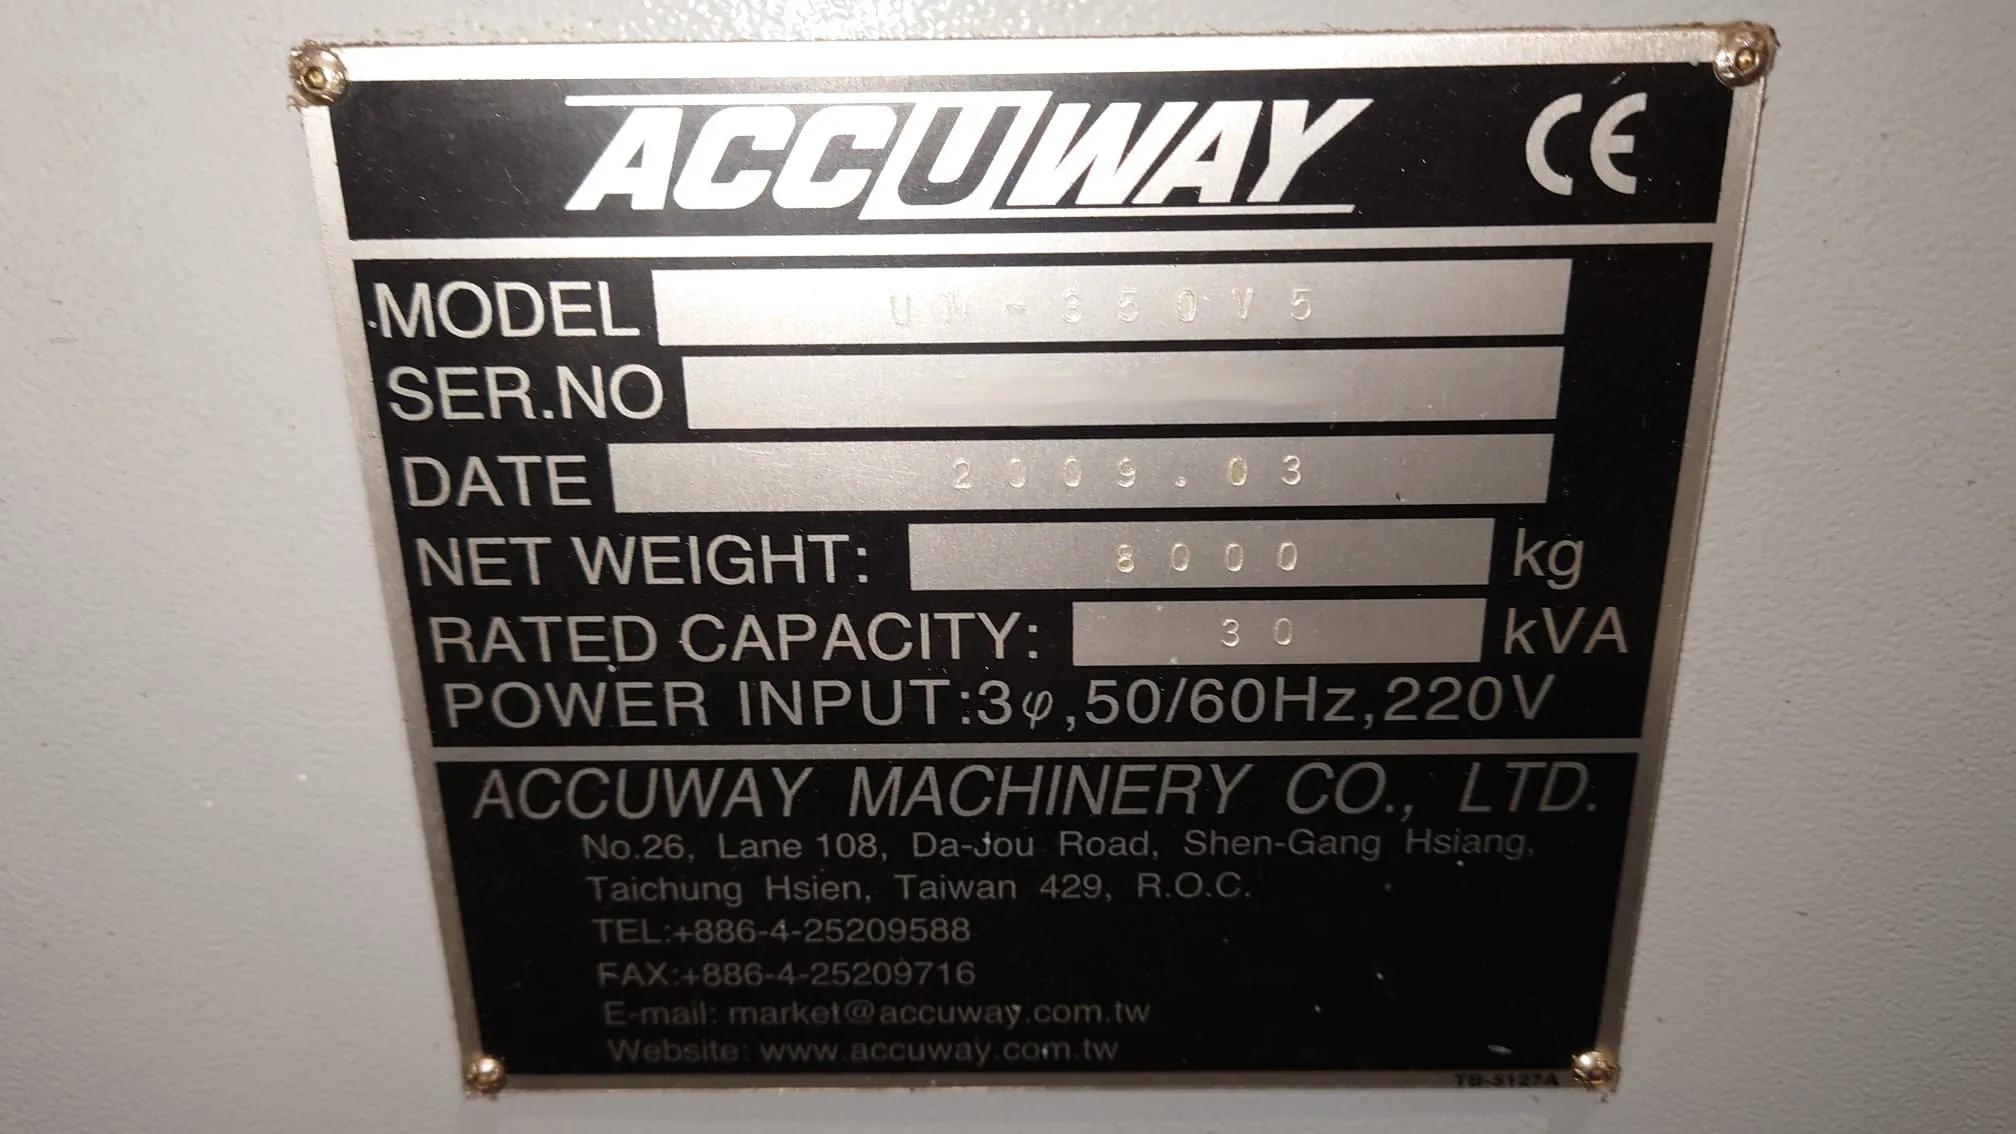 ACCUWAY CE
MODEL UM-350V5
SER.NO
DATE 2009.03
NET WEIGHT: 8000 kg
RATED CAPACITY: 30 kVA
POWER INPUT:3φ,50/60Hz,220V
ACCUWAY MACHINERY CO., LTD.
No.26, Lane 108, Da-Jou Road, Shen-Gang Hsiang,
Taichung Hsien, Taiwan 429, R.O.C.
TEL:+886-4-25209588
FAX:+886-4-25209716
E-mail: market@accuway.com.tw
Website: www.accuway.com.tw
TB-5127A